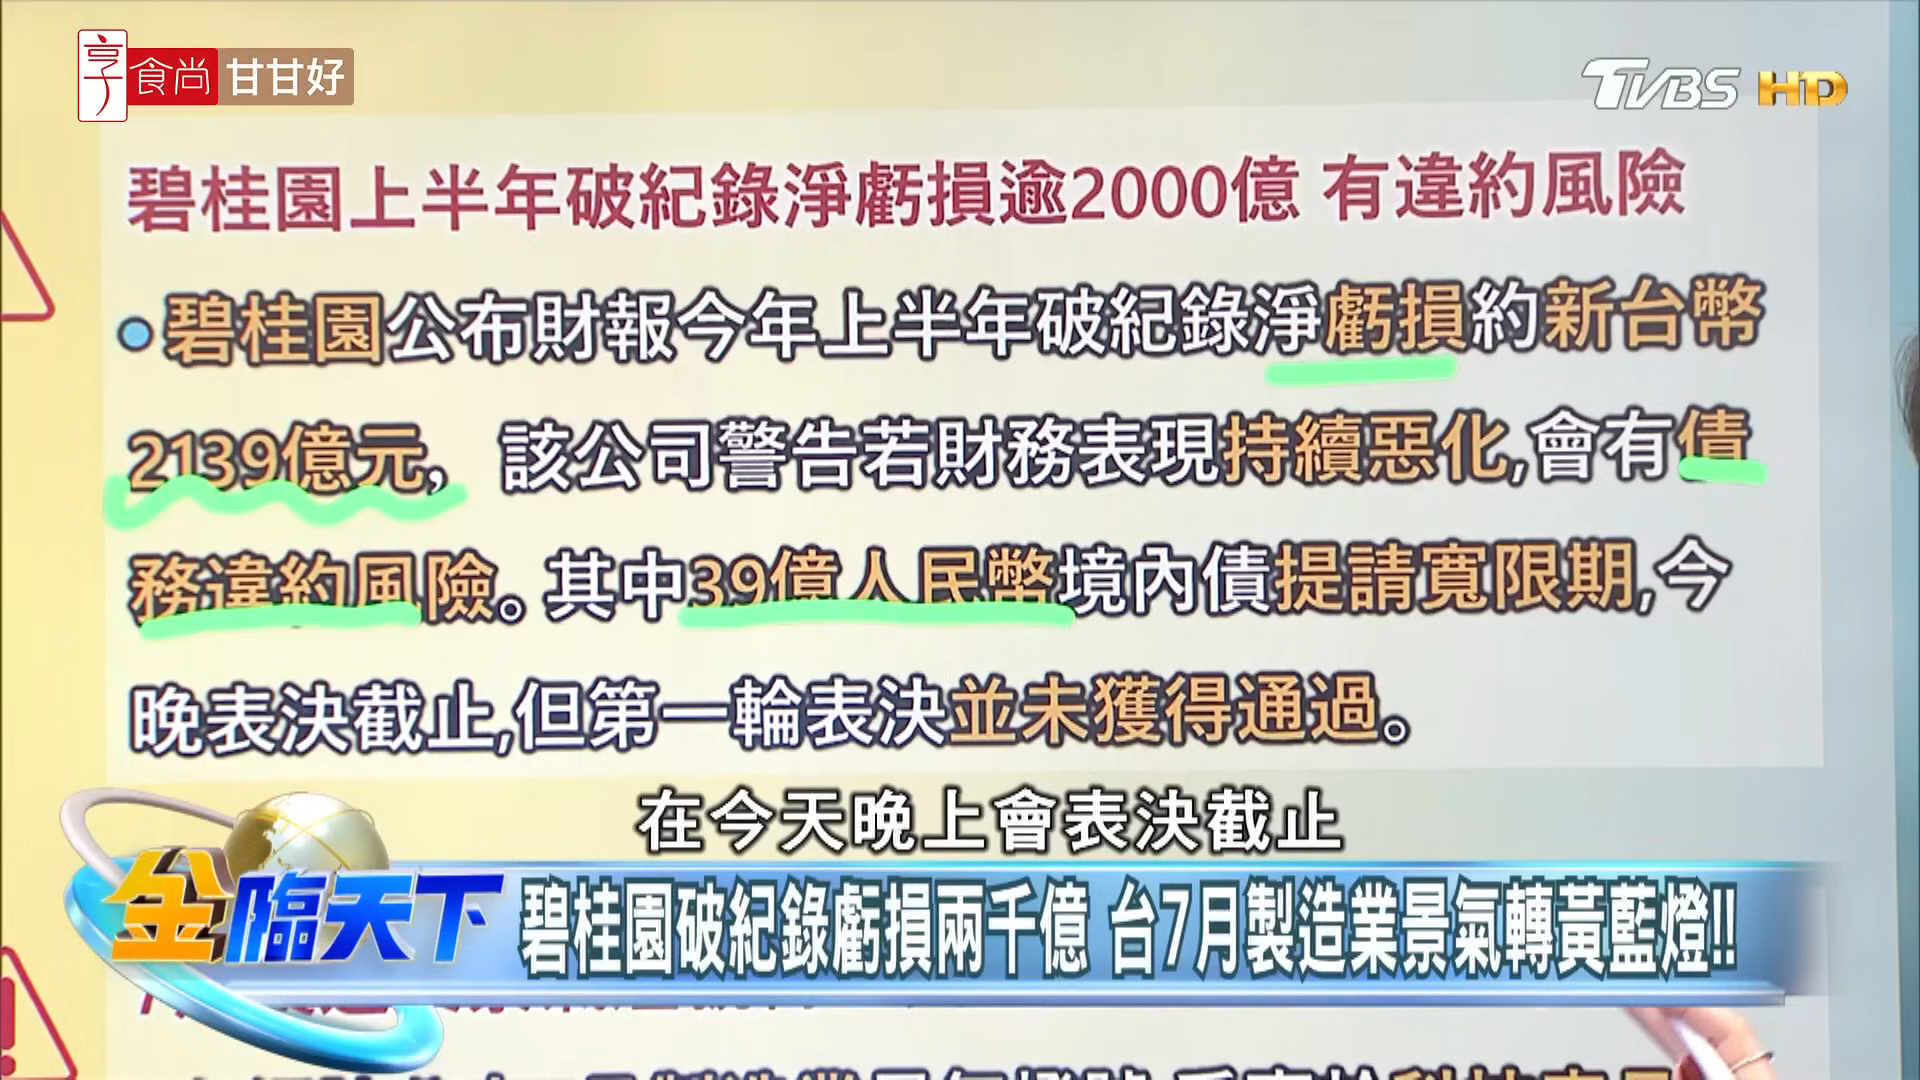 享 食尚 甘甘好
TVBS HD
碧桂園上半年破紀錄淨虧損逾2000億 有違約風險
•碧桂園公布財報今年上半年破紀錄淨虧損約新台幣
2139億元, 該公司警告若財務表現持續惡化,會有債
務違約風險。其中39億人民幣境內債提請寬限期,今
晚表決截止,但第一輪表決並未獲得通過。
在今天晚上會表決截止
金臨天下
碧桂園破紀錄虧損兩千億 台7月製造業景氣轉黃藍燈!!